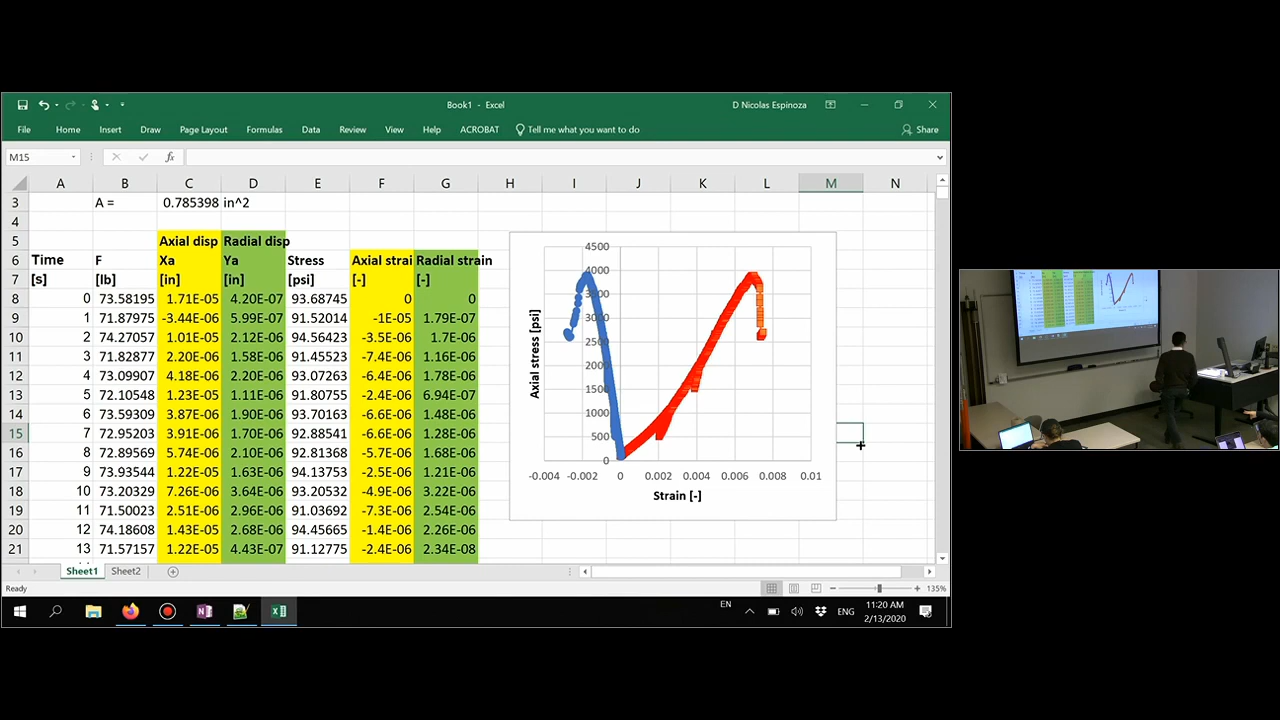 Book1 - Excel
D Nicolas Espinoza
File Home Insert Draw Page Layout Formulas Data Review View Help ACROBAT Tell me what you want to do Share
M15 fx
A B C D E F G H I J K L M N
3 A = 0.785398 in^2
4
5 Axial disp Radial disp
6 Time F Xa Ya Stress Axial strai Radial strain
7 [s] [lb] [in] [in] [psi] [-] [-]
8 0 73.58195 1.71E-05 4.20E-07 93.68745 0 0
9 1 71.87975 -3.44E-06 5.99E-07 91.52014 -1E-05 1.79E-07
10 2 74.27057 1.01E-05 2.12E-06 94.56423 -3.5E-06 1.7E-06
11 3 71.82877 2.20E-06 1.58E-06 91.45523 -7.4E-06 1.16E-06
12 4 73.09907 4.18E-06 2.20E-06 93.07263 -6.4E-06 1.78E-06
13 5 72.10548 1.23E-05 1.11E-06 91.80755 -2.4E-06 6.94E-07
14 6 73.59309 3.87E-06 1.90E-06 93.70163 -6.6E-06 1.48E-06
15 7 72.95203 3.91E-06 1.70E-06 92.88541 -6.6E-06 1.28E-06
16 8 72.89569 5.74E-06 2.10E-06 92.81368 -5.7E-06 1.68E-06
17 9 73.93544 1.22E-05 1.63E-06 94.13753 -2.5E-06 1.21E-06
18 10 73.20329 7.26E-06 3.64E-06 93.20532 -4.9E-06 3.22E-06
19 11 71.50023 2.51E-06 2.96E-06 91.03692 -7.3E-06 2.54E-06
20 12 74.18608 1.43E-05 2.68E-06 94.45665 -1.4E-06 2.26E-06
21 13 71.57157 1.22E-05 4.43E-07 91.12775 -2.4E-06 2.34E-08
4500
4000
3500
3000
2500
2000
1500
1000
500
0
Axial stress [psi]
-0.004 -0.002 0 0.002 0.004 0.006 0.008 0.01
Strain [-]
Sheet1 Sheet2
Ready 135%
EN ENG 11:20 AM
2/13/2020